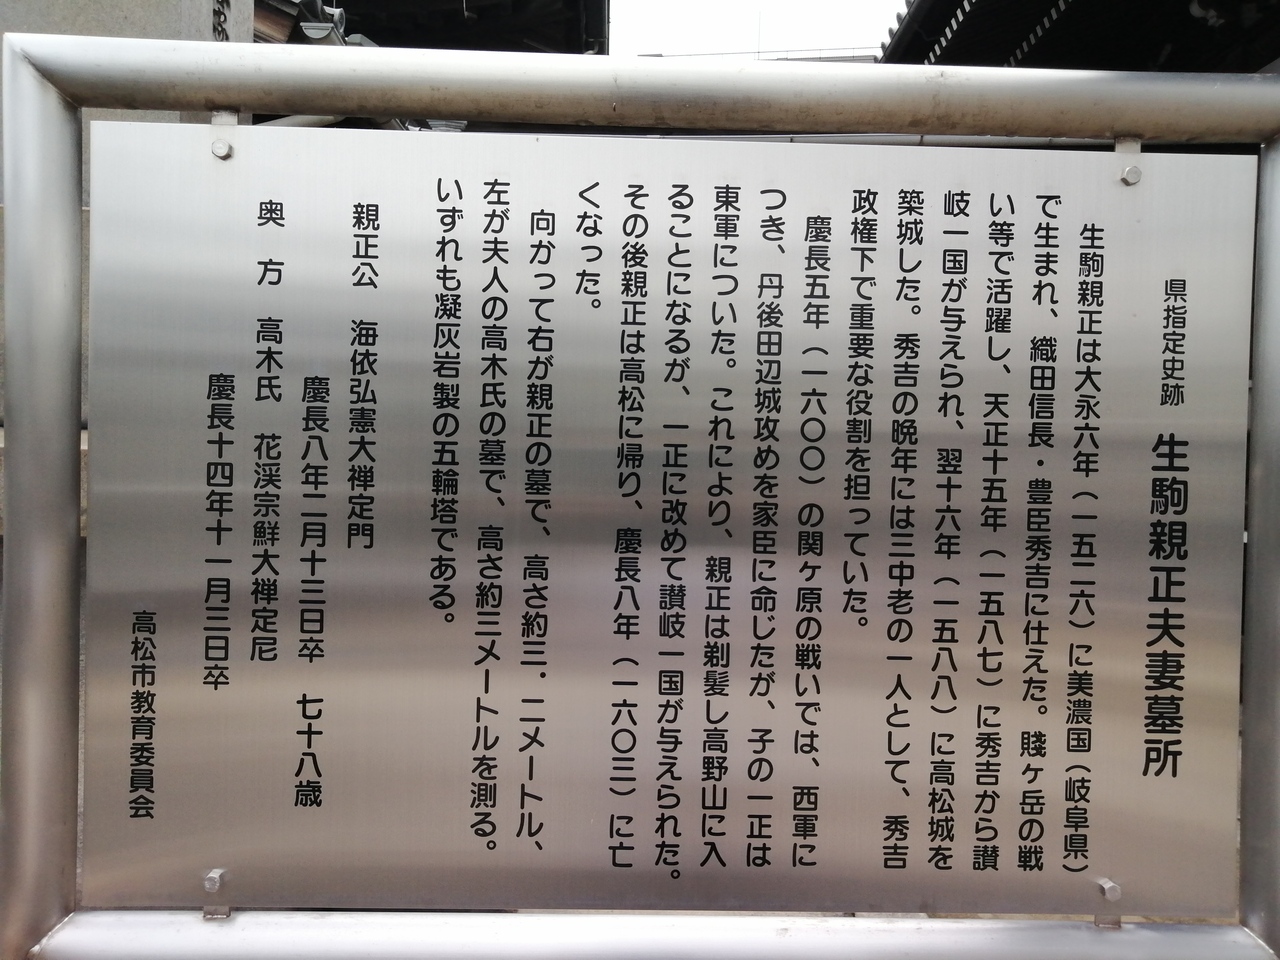 県指定史跡 生駒親正夫妻墓所
生駒親正は大永六年（一五二六）に美濃国（岐阜県）
で生まれ、織田信長・豊臣秀吉に仕えた。賤ヶ岳の戦
い等で活躍し、天正十五年（一五八七）に秀吉から讃
岐一国が与えられ、翌十六年（一五八八）に高松城を
築城した。秀吉の晩年には三中老の一人として、秀吉
政権下で重要な役割を担っていた。
慶長五年（一六〇〇）の関ヶ原の戦いでは、西軍に
つき、丹後田辺城攻めを家臣に命じたが、子の一正は
東軍についた。これにより、親正は剃髪し高野山に入
ることになるが、一正に改めて讃岐一国が与えられた。
その後親正は高松に帰り、慶長八年（一六〇三）に亡
くなった。
向かって右が親正の墓で、高さ約三．二メートル、
左が夫人の高木氏の墓で、高さ約三メートルを測る。
いずれも凝灰岩製の五輪塔である。
親正公 海依弘憲大禅定門
慶長八年二月十三日卒 七十八歳
奥方 高木氏 花渓宗鮮大禅定尼
慶長十四年十一月三日卒
高松市教育委員会